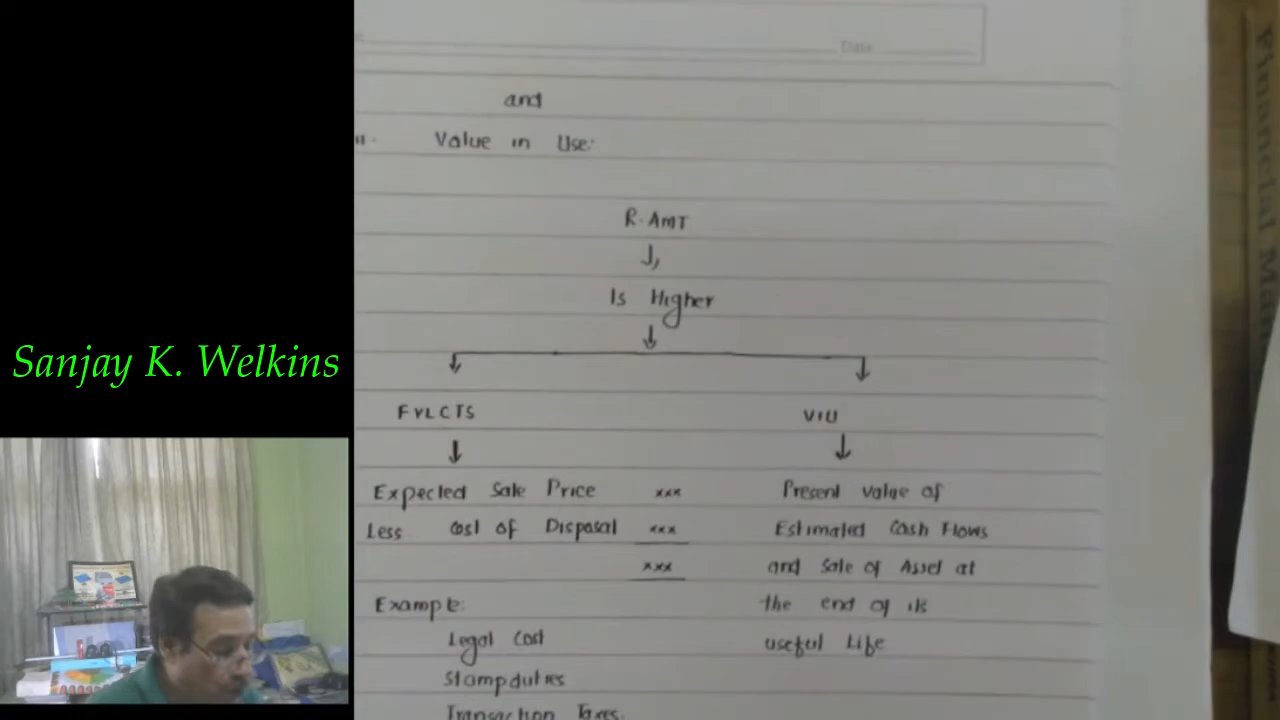 Date
and
Value in Use:
R. AMT
Is Higher
FVLCTS VIU
Expected Sale Price xxx Present value of
Less Cost of Disposal xxx Estimated Cash Flows
xxx and Sale of Asset at
Example: the end of its
Legal Cost useful Life
Stampduties
Transaction Taxes.
Sanjay K. Welkins
Financial